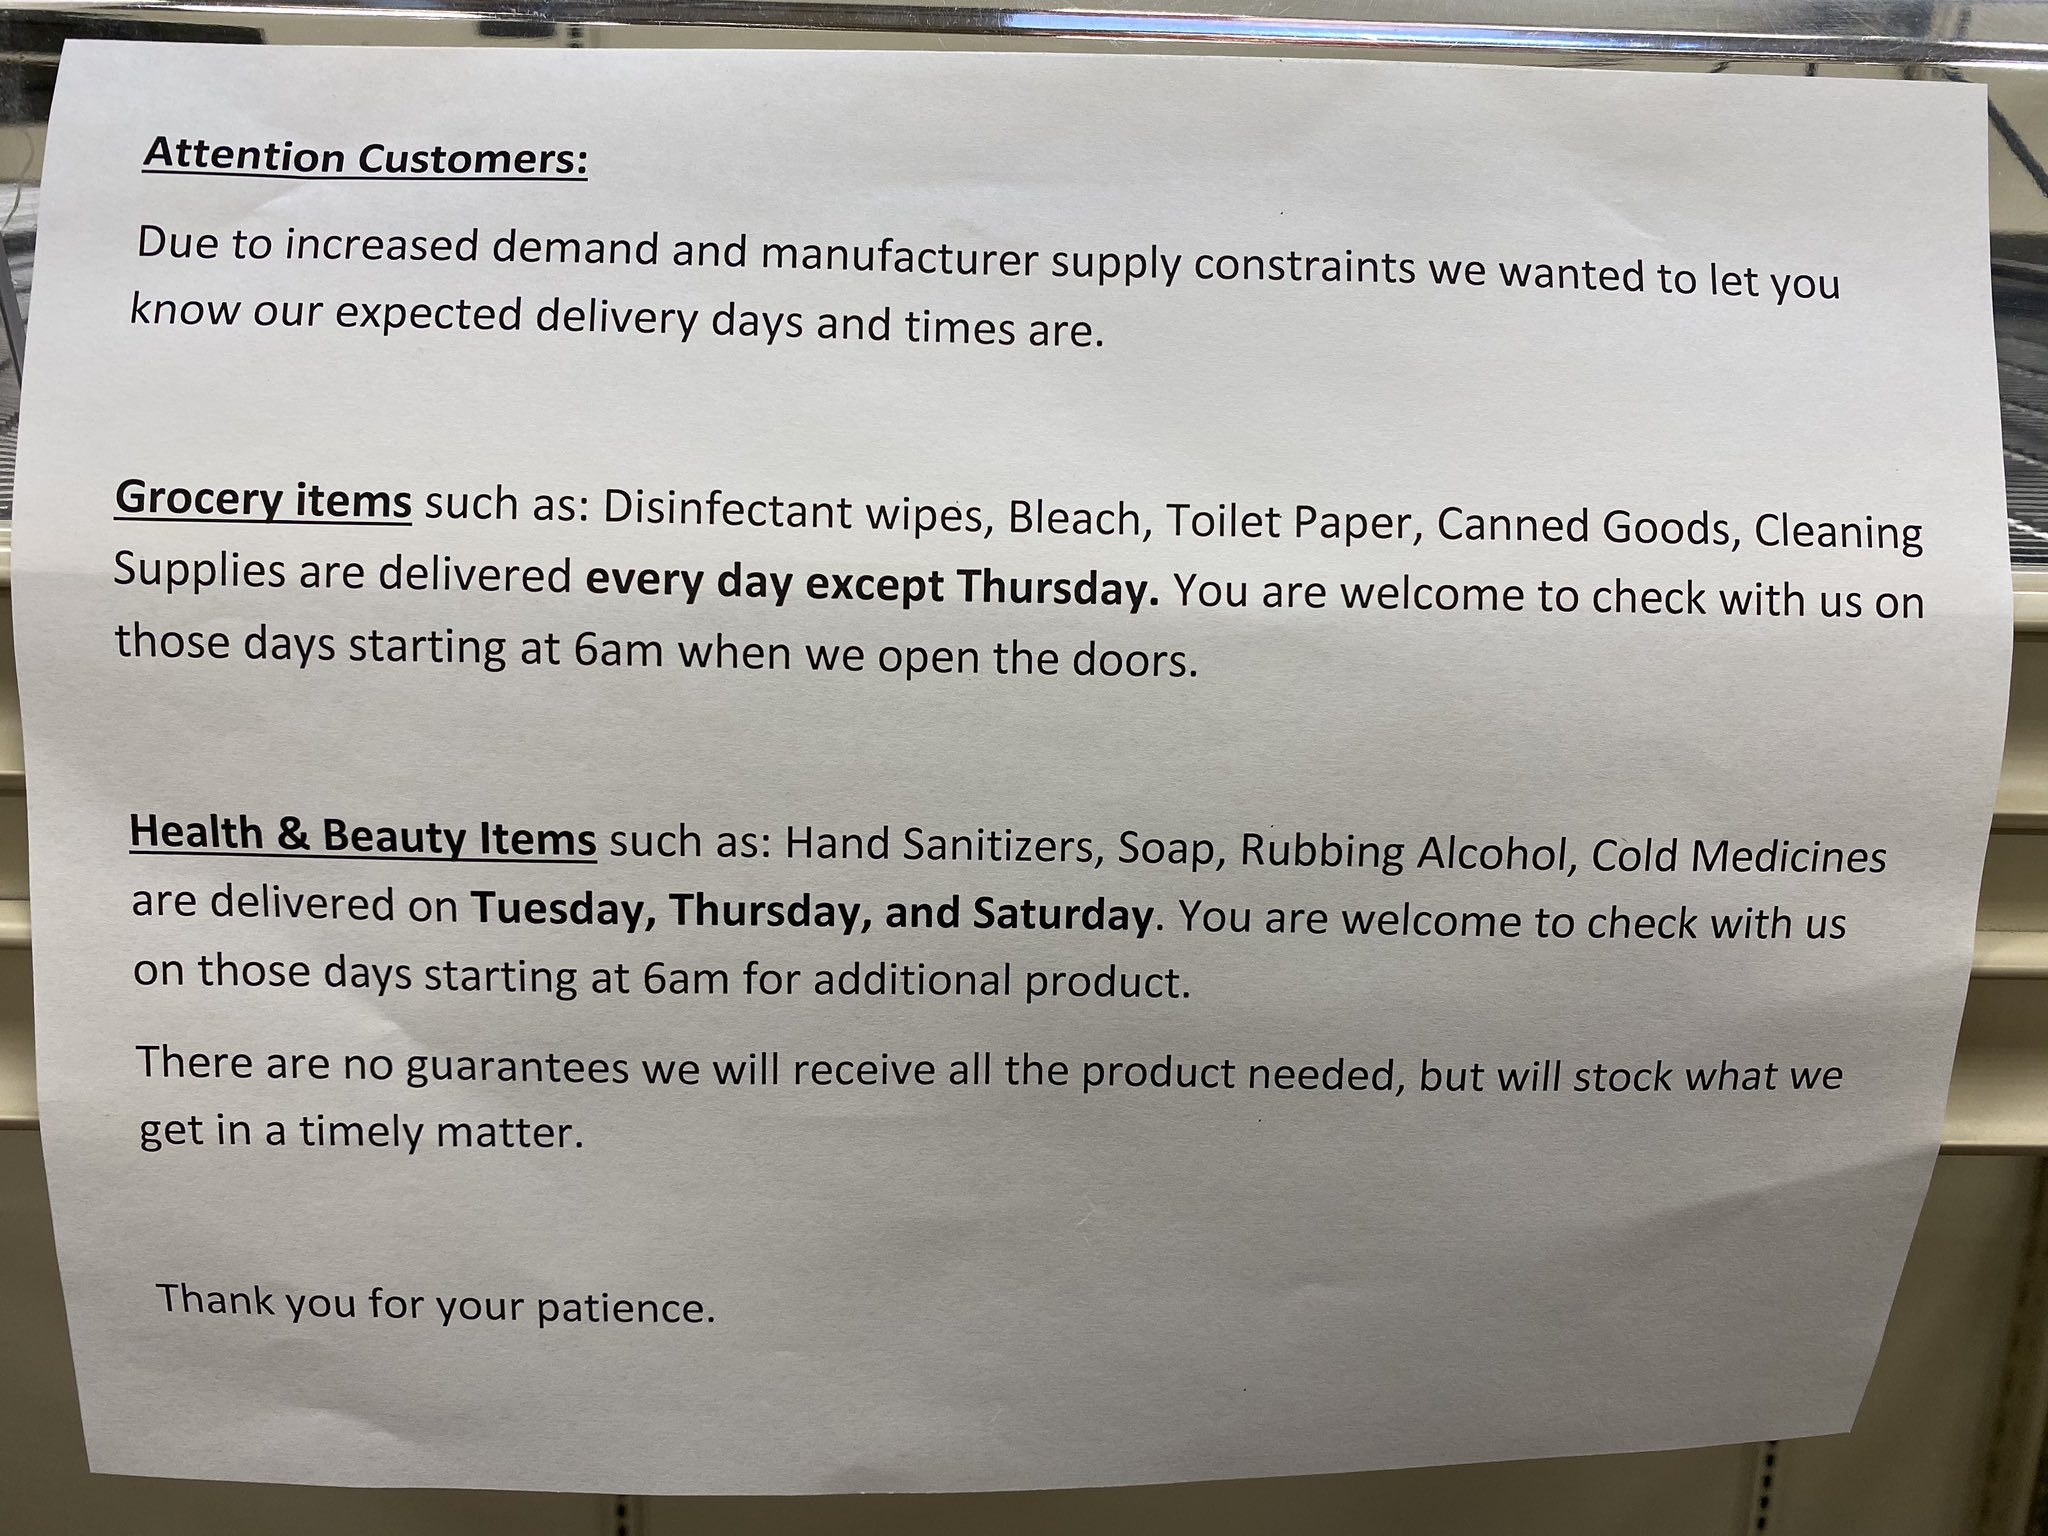 Attention Customers:
Due to increased demand and manufacturer supply constraints we wanted to let you
know our expected delivery days and times are.
Grocery items such as: Disinfectant wipes, Bleach, Toilet Paper, Canned Goods, Cleaning
Supplies are delivered every day except Thursday. You are welcome to check with us on
those days starting at 6am when we open the doors.
Health & Beauty Items such as: Hand Sanitizers, Soap, Rubbing Alcohol, Cold Medicines
are delivered on Tuesday, Thursday, and Saturday. You are welcome to check with us
on those days starting at 6am for additional product.
There are no guarantees we will receive all the product needed, but will stock what we
get in a timely matter.
Thank you for your patience.